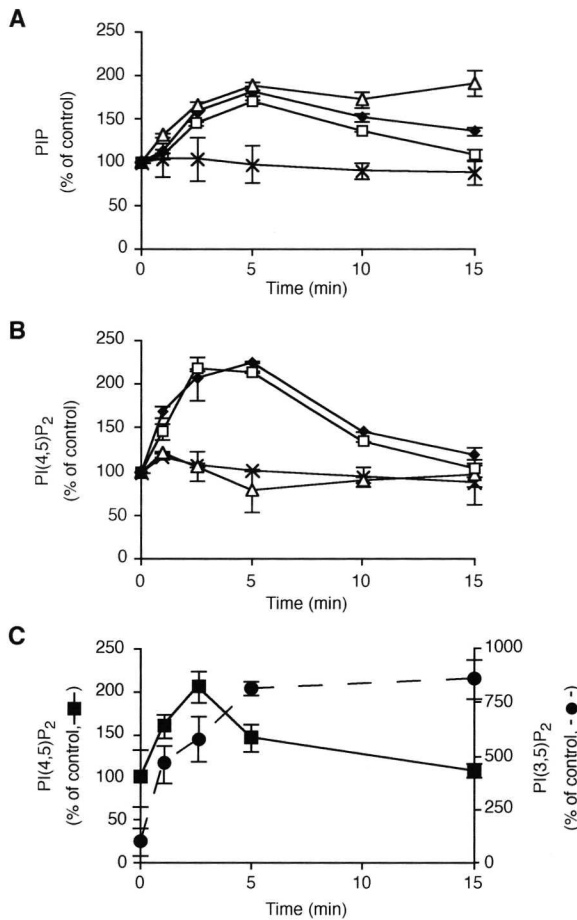 A
250
200
150
100
50
0
PIP
(% of control)
0
5
10
15
Time (min)
B
250
200
150
100
50
0
PI(4,5)P₂
(% of control)
0
5
10
15
Time (min)
C
250
200
150
100
50
0
PI(4,5)P₂
(% of control, –■–)
1000
750
500
250
0
PI(3,5)P₂
(% of control, - ● -)
0
5
10
15
Time (min)